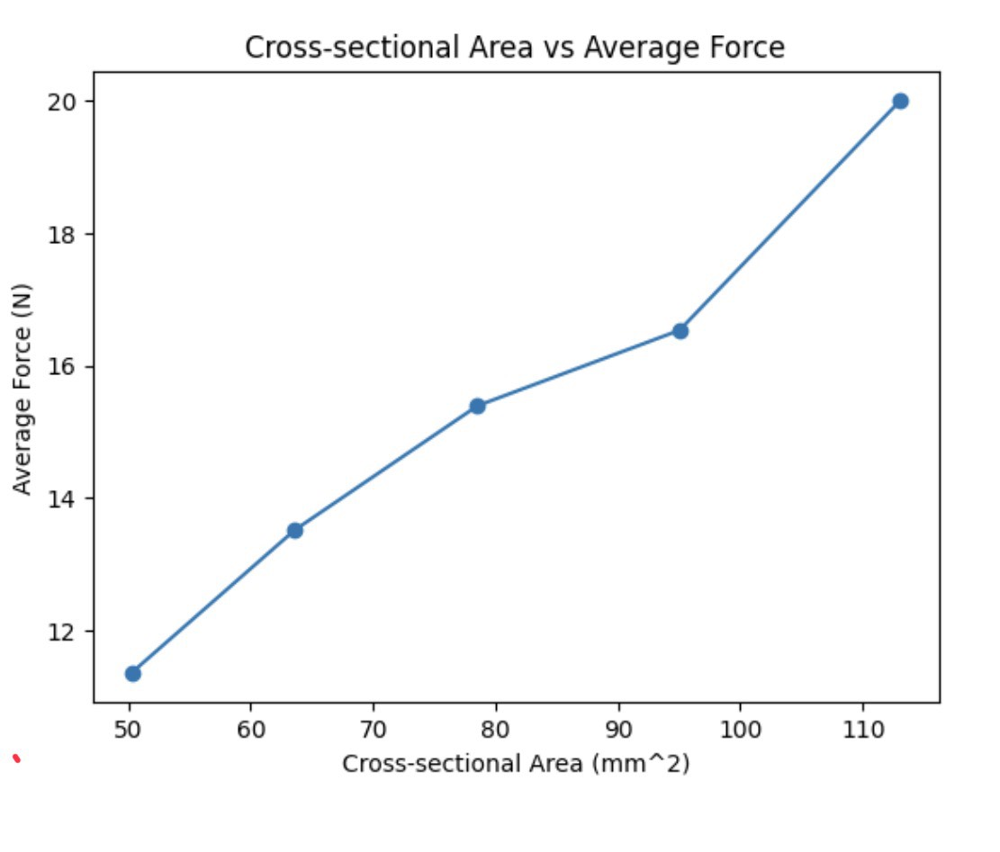 Cross-sectional Area vs Average Force
20
18
16
14
12
Average Force (N)
50 60 70 80 90 100 110
Cross-sectional Area (mm^2)